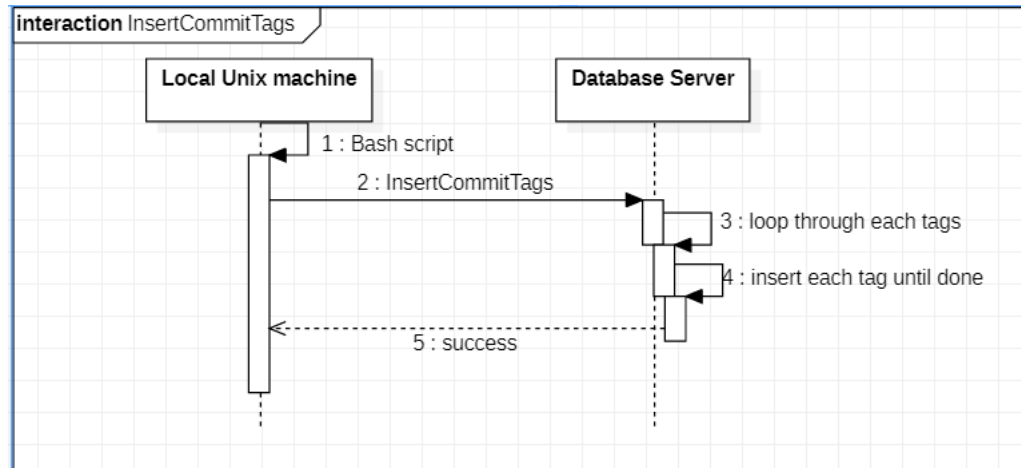 interaction InsertCommitTags
Local Unix machine
Database Server
1 : Bash script
2 : InsertCommitTags
3 : loop through each tags
4 : insert each tag until done
5 : success